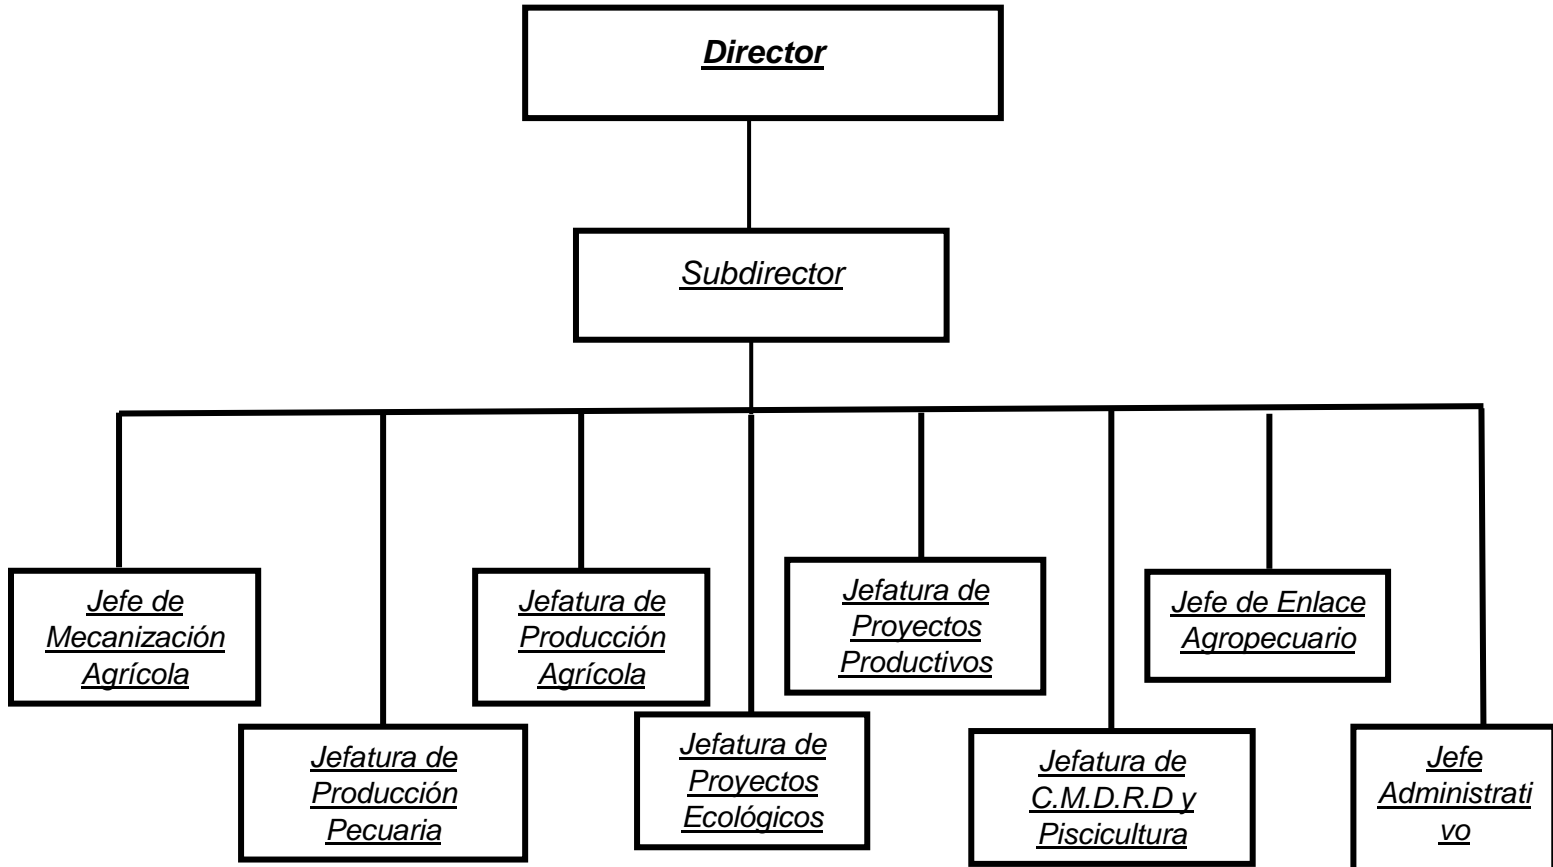 Director
Subdirector
Jefe de
Mecanización
Agrícola
Jefatura de
Producción
Pecuaria
Jefatura de
Producción
Agrícola
Jefatura de
Proyectos
Ecológicos
Jefatura de
Proyectos
Productivos
Jefatura de
C.M.D.R.D y
Piscicultura
Jefe de Enlace
Agropecuario
Jefe
Administrati
vo